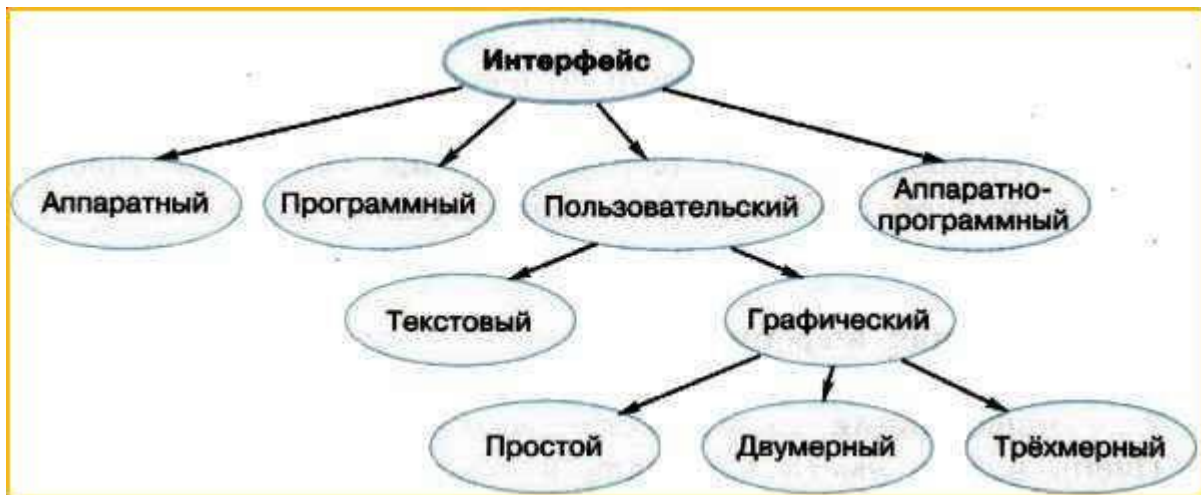 Интерфейс
Аппаратный
Программный
Пользовательский
Аппаратно-
программный
Текстовый
Графический
Простой
Двумерный
Трёхмерный